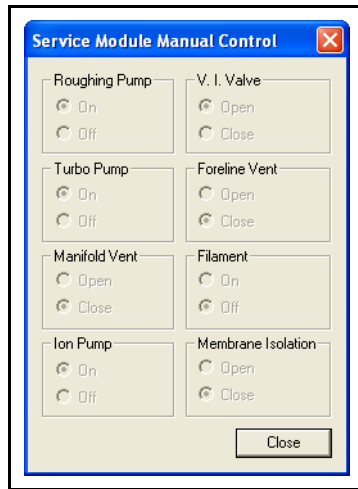 Service Module Manual Control
Roughing Pump
On
Off
V. I. Valve
Open
Close
Turbo Pump
On
Off
Foreline Vent
Open
Close
Manifold Vent
Open
Close
Filament
On
Off
Ion Pump
On
Off
Membrane Isolation
Open
Close
Close